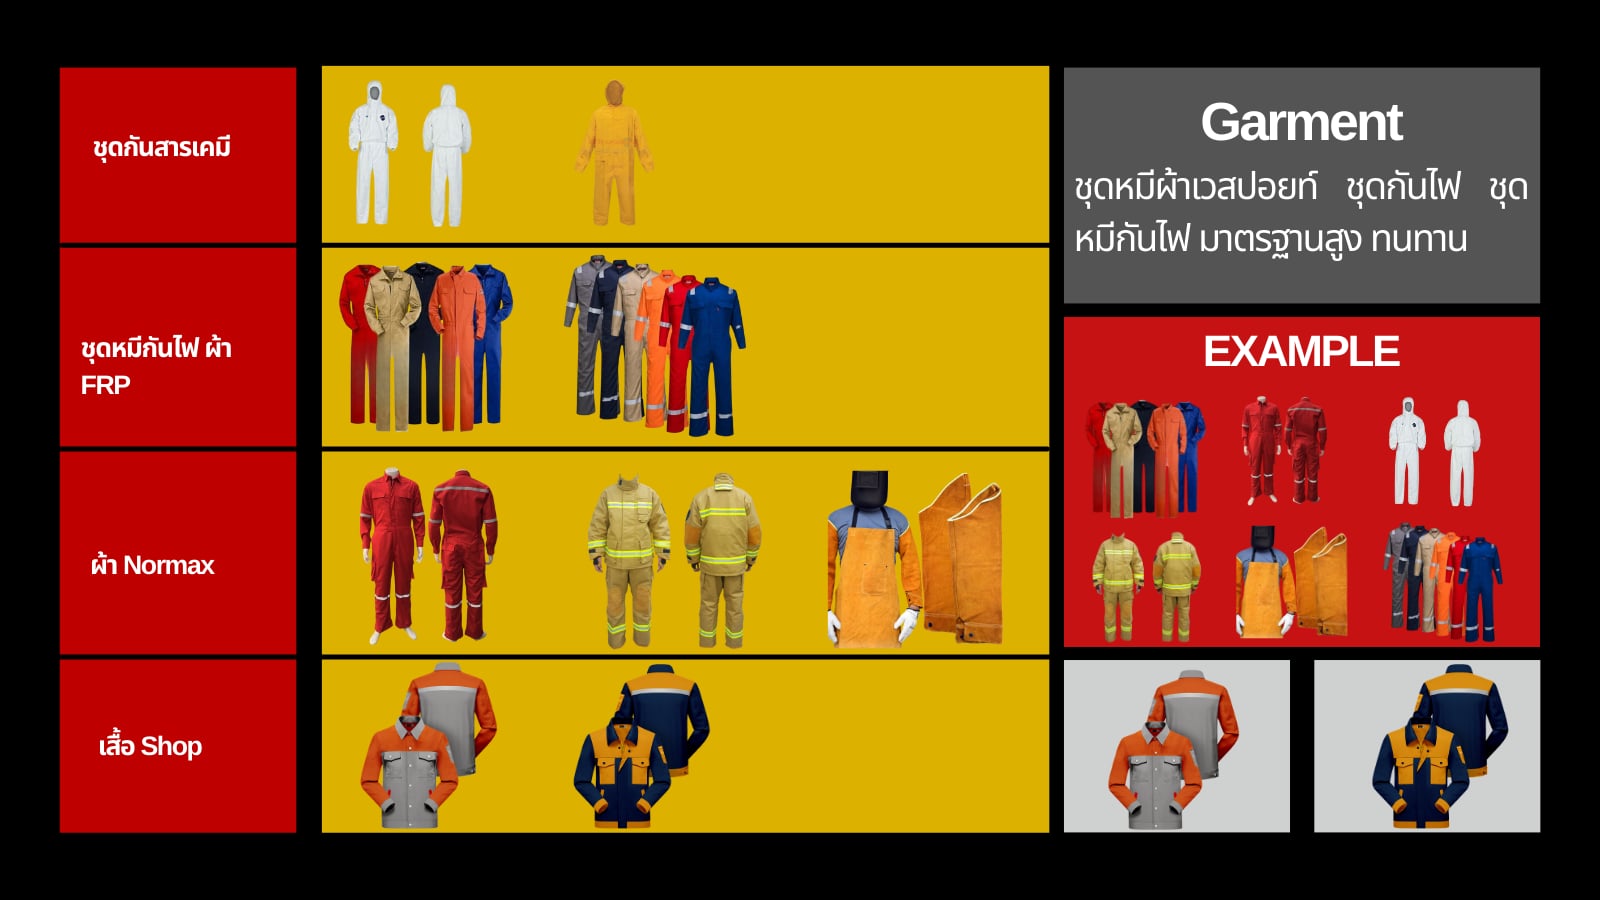 ชุดกันสารเคมี
ชุดหมีกันไฟ ผ้า
FRP
ผ้า Normax
เสื้อ Shop
Garment
ชุดหมีผ้าเวสปอยท์ ชุดกันไฟ ชุด
หมีกันไฟ มาตรฐานสูง ทนทาน
EXAMPLE